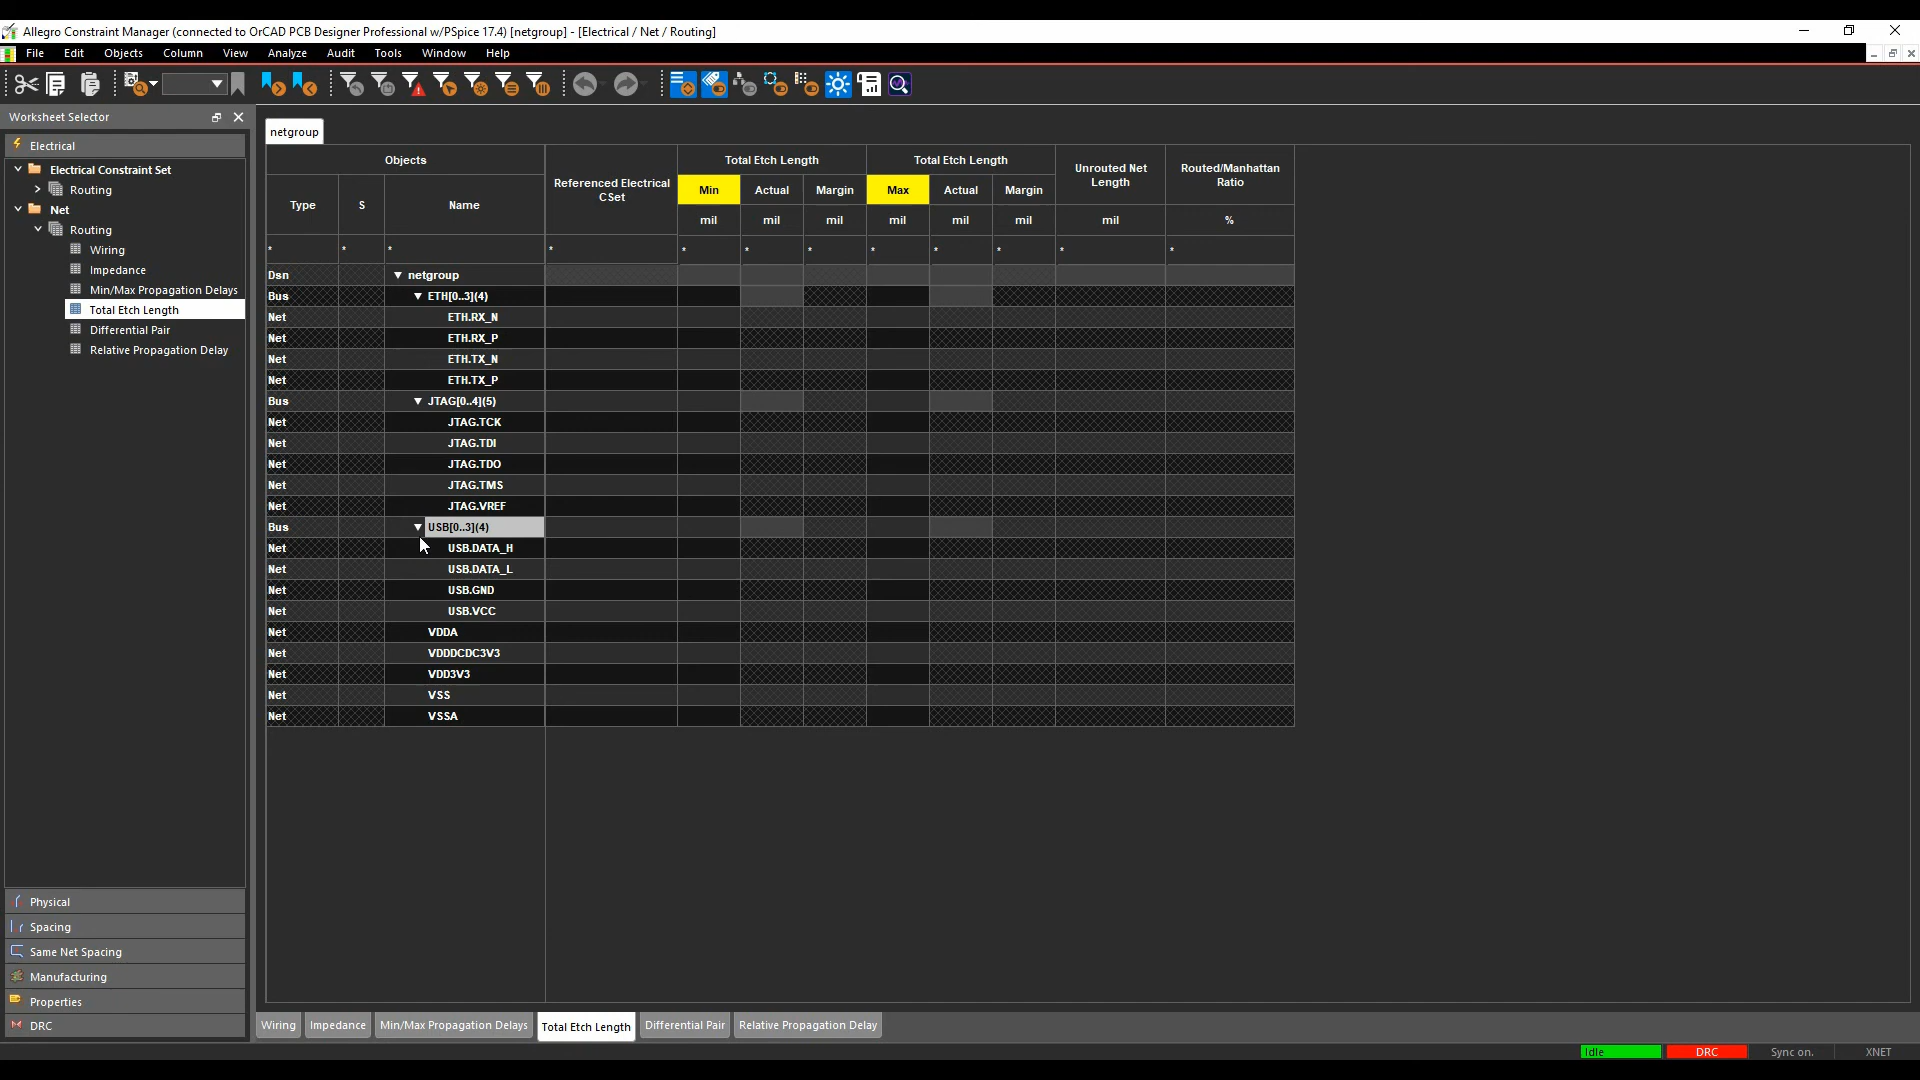 Allegro Constraint Manager (connected to OrCAD PCB Designer Professional w/PSpice 17.4) [netgroup] - [Electrical / Net / Routing]
File Edit Objects Column View Analyze Audit Tools Window Help
Worksheet Selector
Electrical
Electrical Constraint Set
Routing
Net
Routing
Wiring
Impedance
Min/Max Propagation Delays
Total Etch Length
Differential Pair
Relative Propagation Delay
Physical
Spacing
Same Net Spacing
Manufacturing
Properties
DRC
netgroup
Objects Referenced Electrical CSet Total Etch Length Total Etch Length Unrouted Net Length Routed/Manhattan Ratio
Type S Name Min Actual Margin Max Actual Margin
mil mil mil mil mil mil mil %
* * * * * * * * * * * *
Dsn netgroup
Bus ETH[0..3](4)
Net ETH.RX_N
Net ETH.RX_P
Net ETH.TX_N
Net ETH.TX_P
Bus JTAG[0..4](5)
Net JTAG.TCK
Net JTAG.TDI
Net JTAG.TDO
Net JTAG.TMS
Net JTAG.VREF
Bus USB[0..3](4)
Net USB.DATA_H
Net USB.DATA_L
Net USB.GND
Net USB.VCC
Net VDDA
Net VDDDCDC3V3
Net VDD3V3
Net VSS
Net VSSA
Wiring Impedance Min/Max Propagation Delays Total Etch Length Differential Pair Relative Propagation Delay
Idle DRC Sync on. XNET